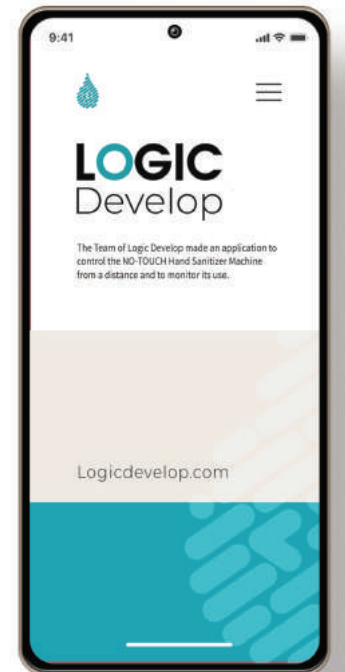 9:41
LOGIC
Develop
The Team of Logic Develop made an application to
control the NO-TOUCH Hand Sanitizer Machine
from a distance and to monitor its use.
Logicdevelop.com